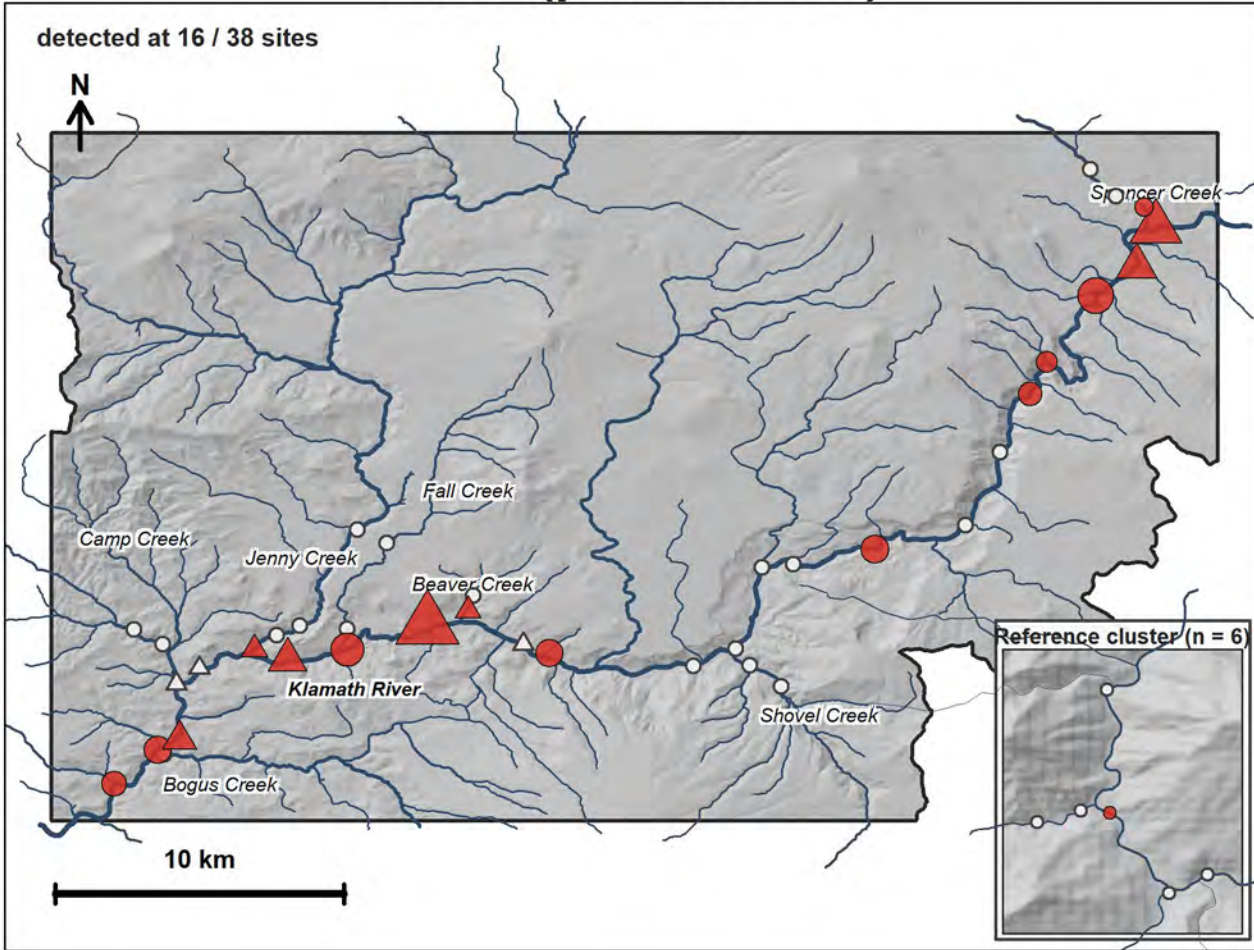 detected at 16 / 38 sites
N
Spencer Creek
Fall Creek
Camp Creek
Jenny Creek
Beaver Creek
Reference cluster (n = 6)
Klamath River
Shovel Creek
Bogus Creek
10 km